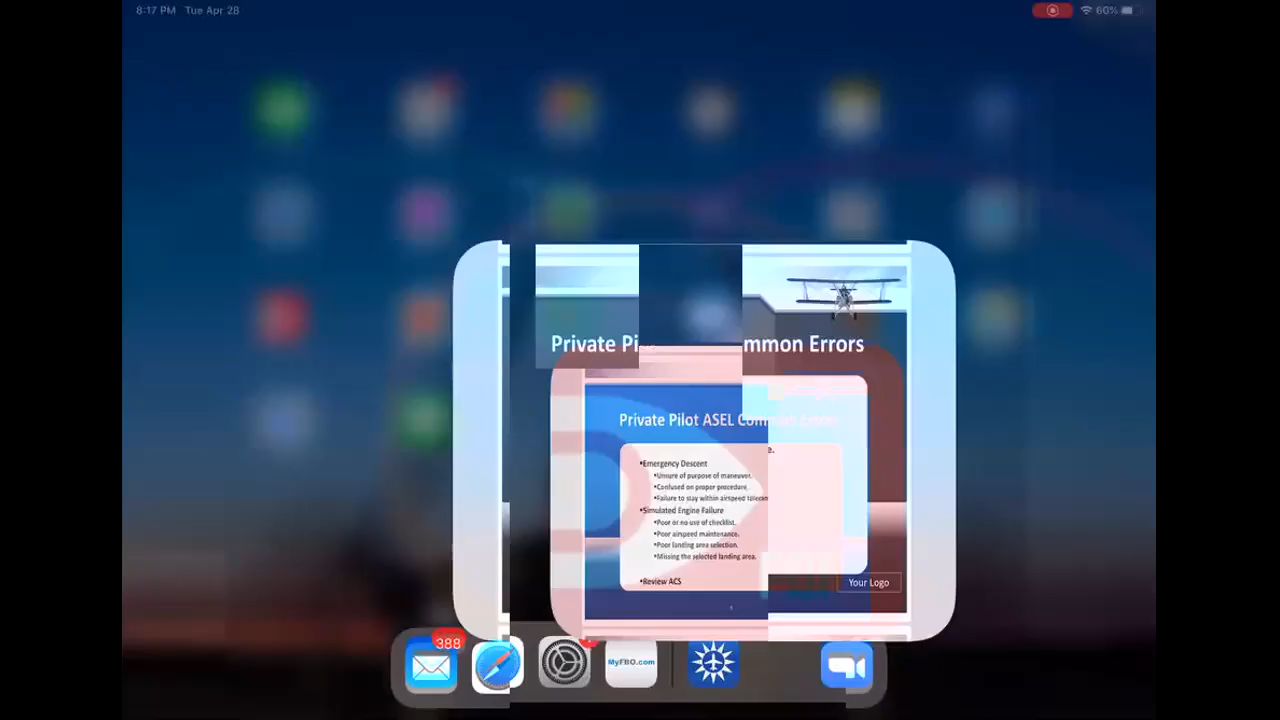 8:17 PM Tue Apr 28
60%
Private Pi
mmon Errors
Private Pilot ASEL Common Errors
e.
•Emergency Descent
•Unsure of purpose of maneuver.
•Confused on proper procedure.
•Failure to stay within airspeed
•Simulated Engine Failure
•Poor or no use of checklist.
•Poor airspeed maintenance.
•Poor landing area selection.
•Missing the selected landing area.
•Review ACS
Your Logo
388
MyFBO.com